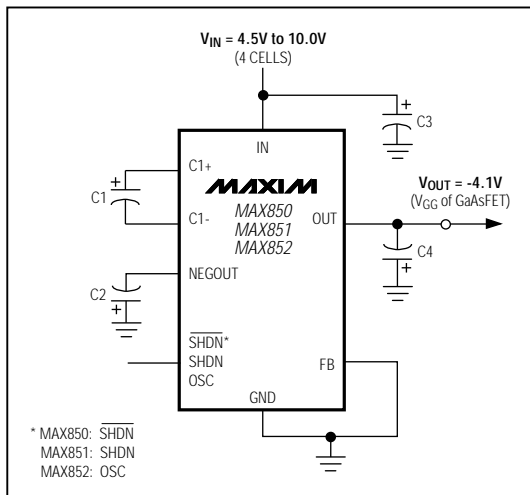 VIN = 4.5V to 10.0V
(4 CELLS)
+
C3
IN
C1+
+
C1
C1-
MAXIM
MAX850
MAX851
MAX852
OUT
VOUT = -4.1V
(VGG of GaAsFET)
C4
+
NEGOUT
C2
+
SHDN*
SHDN
OSC
FB
GND
* MAX850: SHDN
MAX851: SHDN
MAX852: OSC